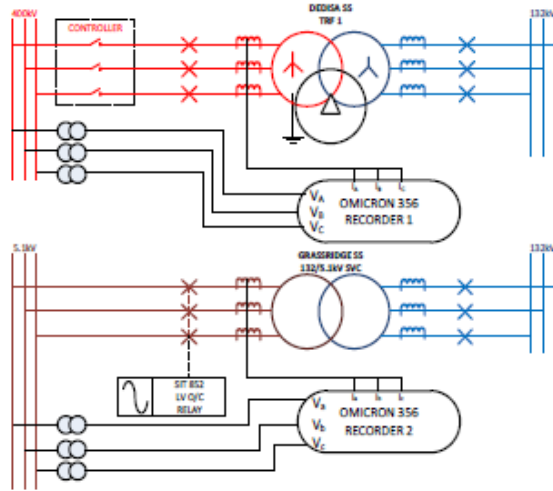 DEDISA SS
TRF 1
400kV
132kV
CONTROLLER
Ia Ib Ic
VA
VB
VC
OMICRON 356
RECORDER 1
5.1kV
GRASSRIDGE SS
132/5.1kV SVC
132kV
SIT 852
LV O/C
RELAY
Ia Ib Ic
Va
Vb
Vc
OMICRON 356
RECORDER 2